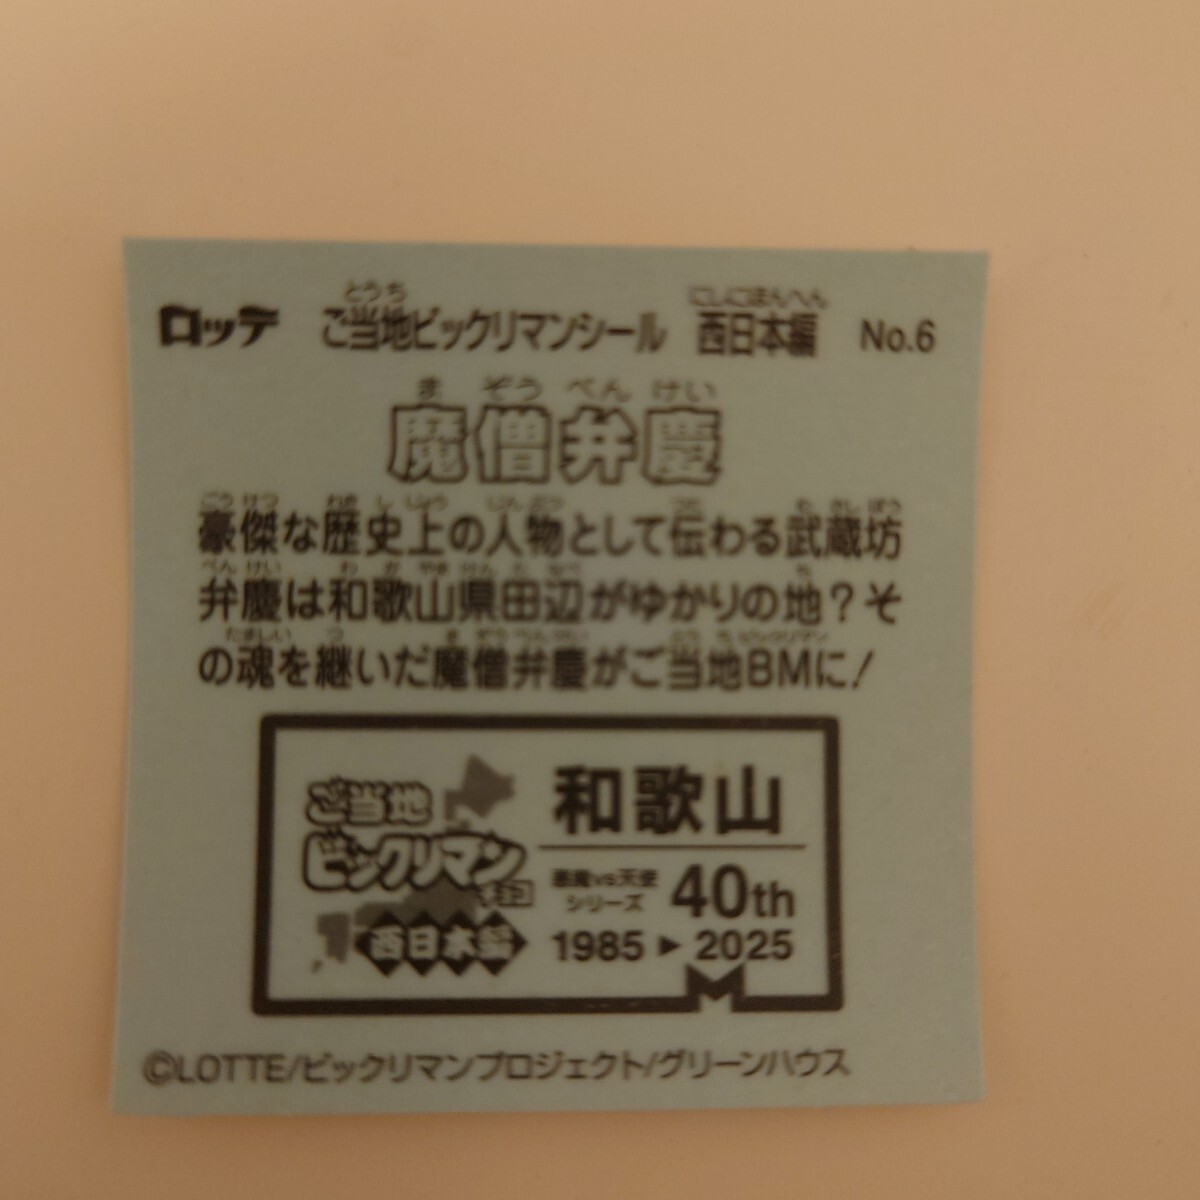 とうち にしにほんへん
ロッテ ご当地ビックリマンシール 西日本編 No.6
ま ぞう べん けい
魔僧弁慶
ごう けつ れき し じょう じん ぶつ つた む さし ぼう
豪傑な歴史上の人物として伝わる武蔵坊
べん けい わ か やま けん た なべ ち
弁慶は和歌山県田辺がゆかりの地？そ
たましい つ ま ぞう べん けい とう ち ビックリマン
の魂を継いだ魔僧弁慶がご当地BMに！
ご当地
ビックリマン
チョコ
西日本編
和歌山
悪魔vs天使
シリーズ 40th
1985 ▶ 2025
©LOTTE/ビックリマンプロジェクト/グリーンハウス